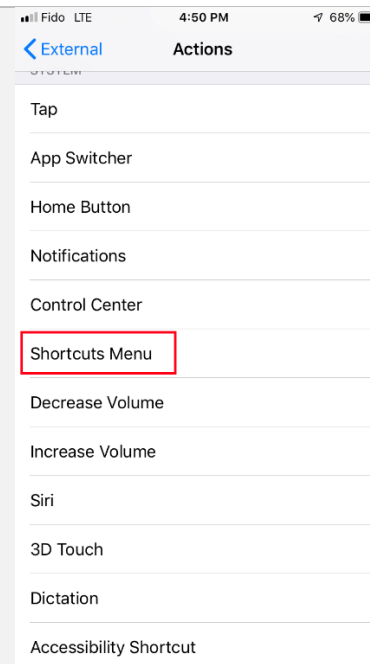 Fido LTE 4:50 PM 68%
External Actions
SYSTEM
Tap
App Switcher
Home Button
Notifications
Control Center
Shortcuts Menu
Decrease Volume
Increase Volume
Siri
3D Touch
Dictation
Accessibility Shortcut